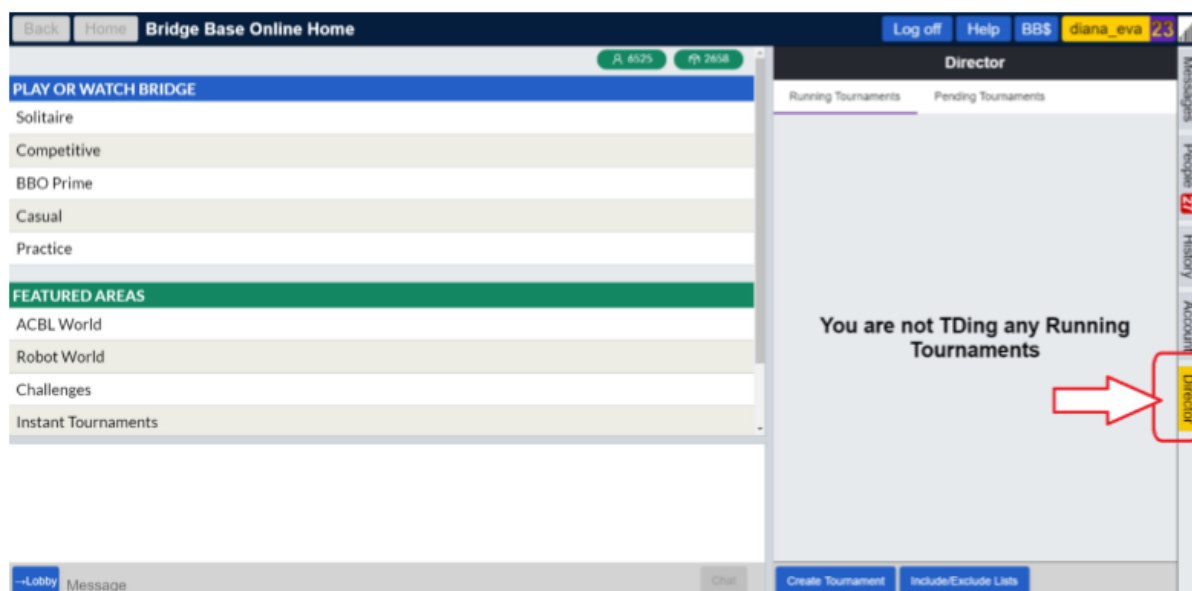 Back Home Bridge Base Online Home Log off Help BB$ diana_eva 23
6525 2658
PLAY OR WATCH BRIDGE
Solitaire
Competitive
BBO Prime
Casual
Practice
FEATURED AREAS
ACBL World
Robot World
Challenges
Instant Tournaments
→Lobby Message Chat
Director
Running Tournaments Pending Tournaments
You are not TDing any Running
Tournaments
Create Tournament Include/Exclude Lists
Messages
People 27
History
Account
Director